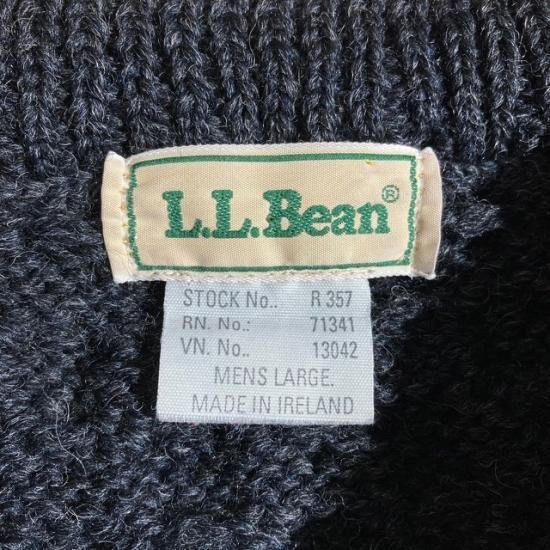 L.L.Bean®
STOCK No.. R 357
RN. No.: 71341
VN. No.. 13042
MENS LARGE.
MADE IN IRELAND